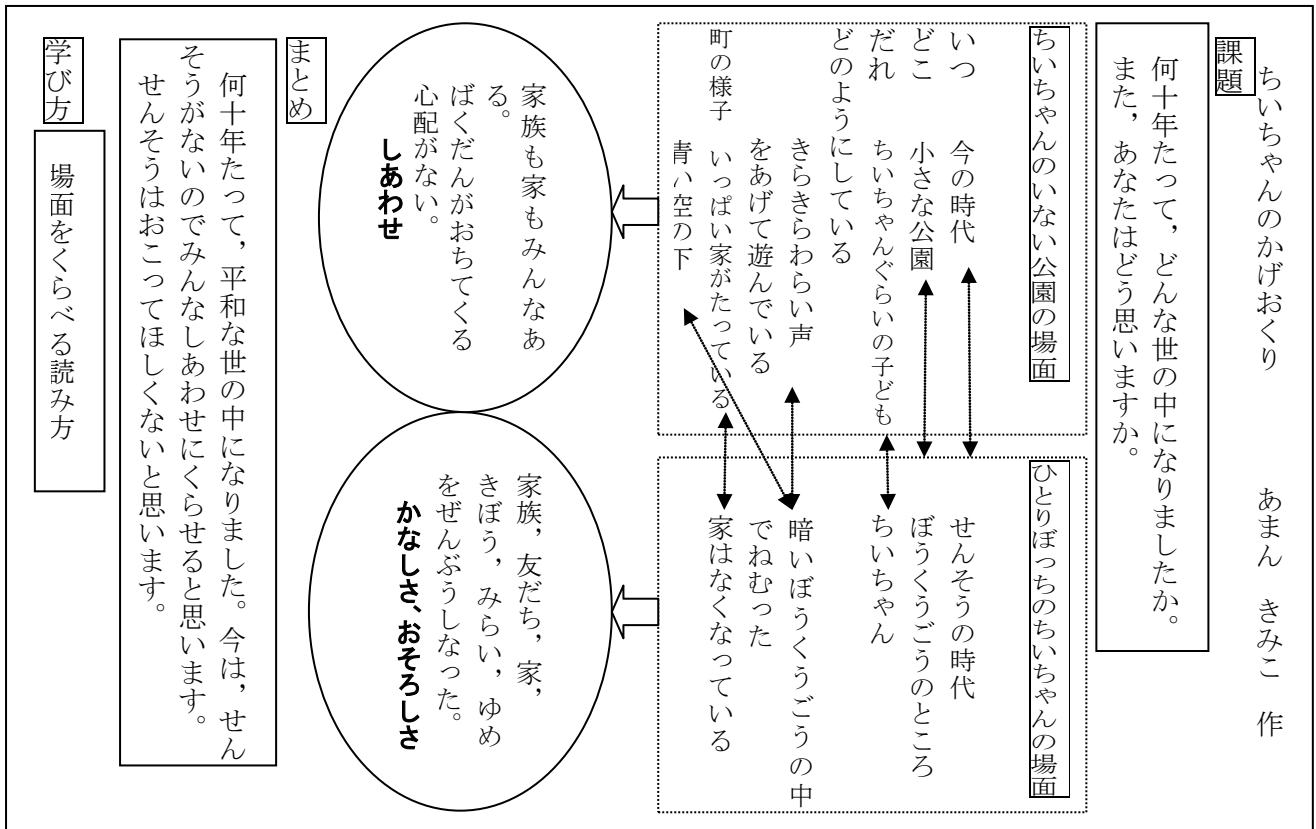 ちいちゃんのかげおくり　　あまん　きみこ　作
課題
何十年たって，どんな世の中になりましたか。
また，あなたはどう思いますか。
ちいちゃんのいない公園の場面
いつ　今の時代
どこ　小さな公園
だれ　ちいちゃんぐらいの子ども
どのようにしている
きらきらわらい声
をあげて遊んでいる
町の様子　いっぱい家がたっている
青い空の下
ひとりぼっちのちいちゃんの場面
せんそうの時代
ぼうくうごうのところ
ちいちゃん
暗いぼうくうごうの中
でねむった
家はなくなっている
家族も家もみんなあ
る。
ばくだんがおちてくる
心配がない。
しあわせ
家族，友だち，家，
きぼう，みらい，ゆめ
をぜんぶうしなった。
かなしさ、おそろしさ
まとめ
何十年たって，平和な世の中になりました。今は，せん
そうがないのでみんなしあわせにくらせると思います。
せんそうはおこってほしくないと思います。
学び方
場面をくらべる読み方